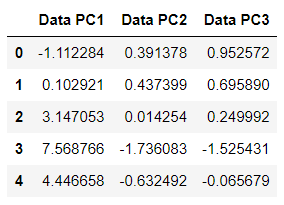 Data PC1 Data PC2 Data PC3
0 -1.112284 0.391378 0.952572
1 0.102921 0.437399 0.695890
2 3.147053 0.014254 0.249992
3 7.568766 -1.736083 -1.525431
4 4.446658 -0.632492 -0.065679